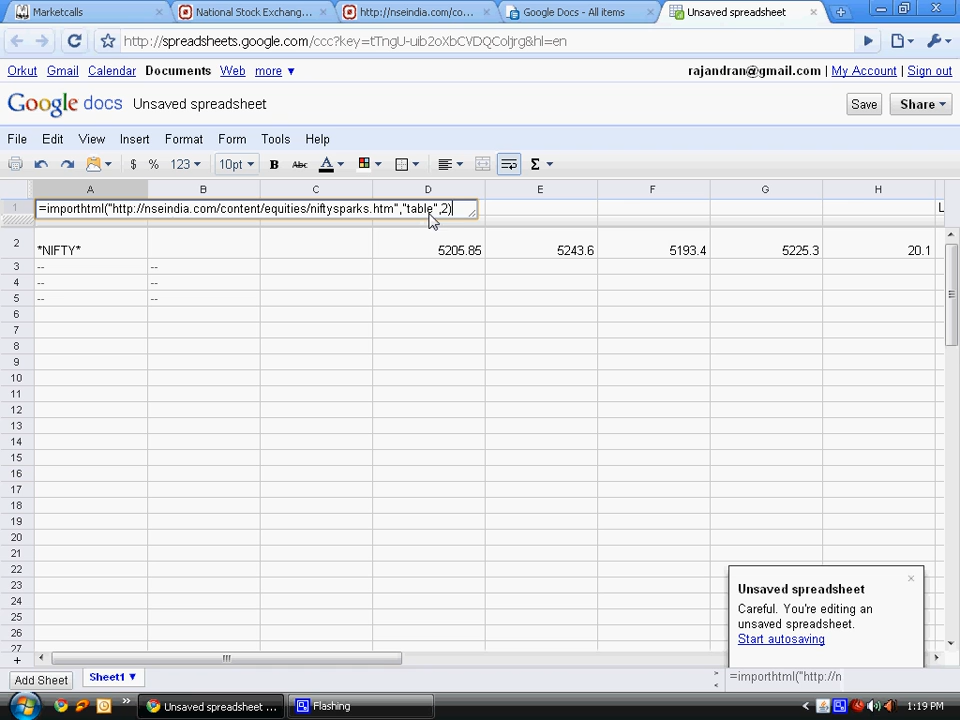 Marketcalls
National Stock Exchang...
http://nseindia.com/co...
Google Docs - All items
Unsaved spreadsheet
http://spreadsheets.google.com/ccc?key=tTngU-uib2oXbCVDQColjrg&hl=en
Orkut Gmail Calendar Documents Web more ▼
rajandran@gmail.com | My Account | Sign out
Google docs Unsaved spreadsheet
Save Share
File Edit View Insert Format Form Tools Help
$ % 123 10pt B Abc A Σ
A B C D E F G H
1 =importhtml("http://nseindia.com/content/equities/niftysparks.htm","table",2) L
2 *NIFTY* 5205.85 5243.6 5193.4 5225.3 20.1
3 -- --
4 -- --
5 -- --
6
7
8
9
10
11
12
13
14
15
16
17
18
19
20
21
22
23
24
25
26
27
Unsaved spreadsheet
Careful. You're editing an
unsaved spreadsheet.
Start autosaving
Add Sheet Sheet1 ▼
=importhtml("http://n
Unsaved spreadsheet ...
Flashing
1:19 PM